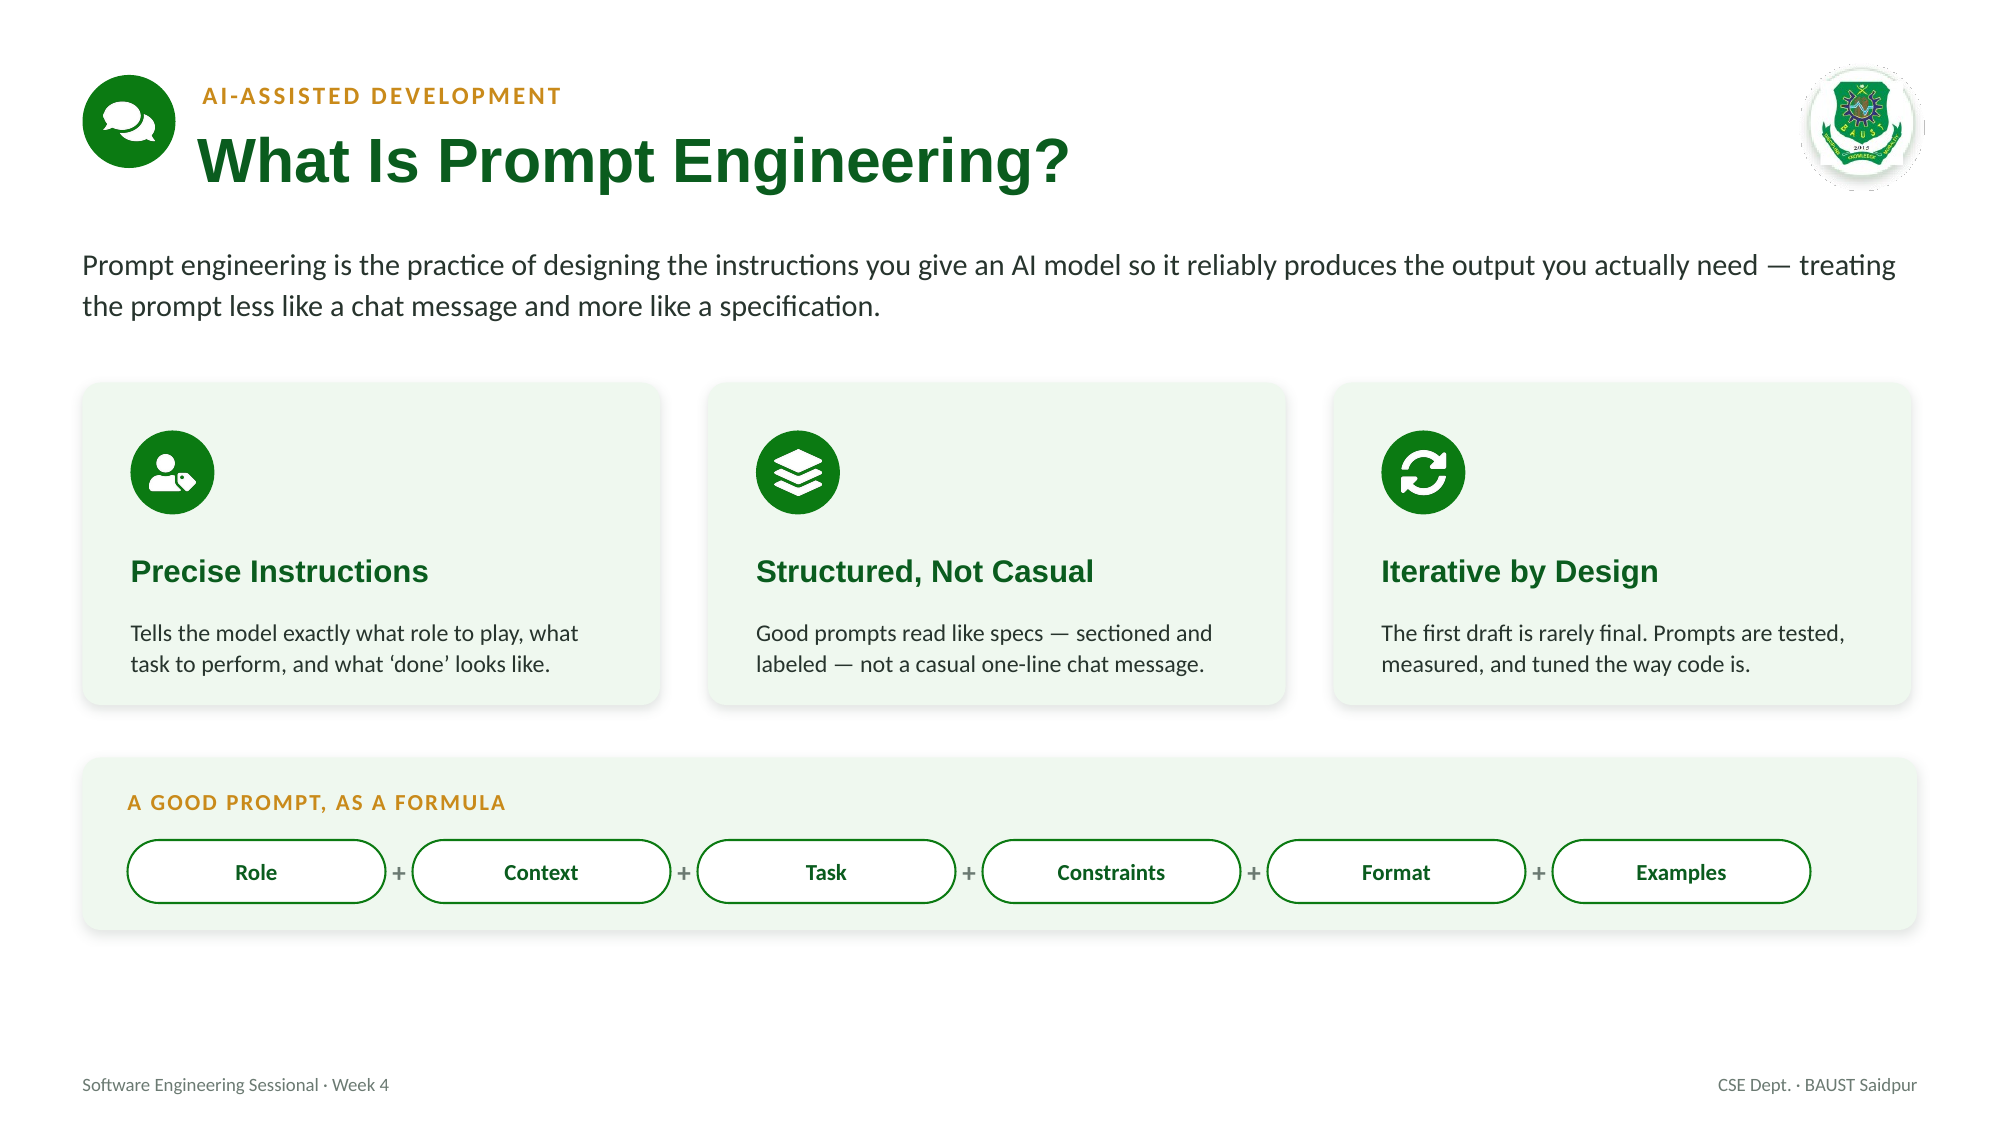 AI-ASSISTED DEVELOPMENT
What Is Prompt Engineering?
BAUST
2015
Prompt engineering is the practice of designing the instructions you give an AI model so it reliably produces the output you actually need — treating
the prompt less like a chat message and more like a specification.
Precise Instructions
Tells the model exactly what role to play, what
task to perform, and what ‘done’ looks like.
Structured, Not Casual
Good prompts read like specs — sectioned and
labeled — not a casual one-line chat message.
Iterative by Design
The first draft is rarely final. Prompts are tested,
measured, and tuned the way code is.
A GOOD PROMPT, AS A FORMULA
Role + Context + Task + Constraints + Format + Examples
Software Engineering Sessional · Week 4
CSE Dept. · BAUST Saidpur